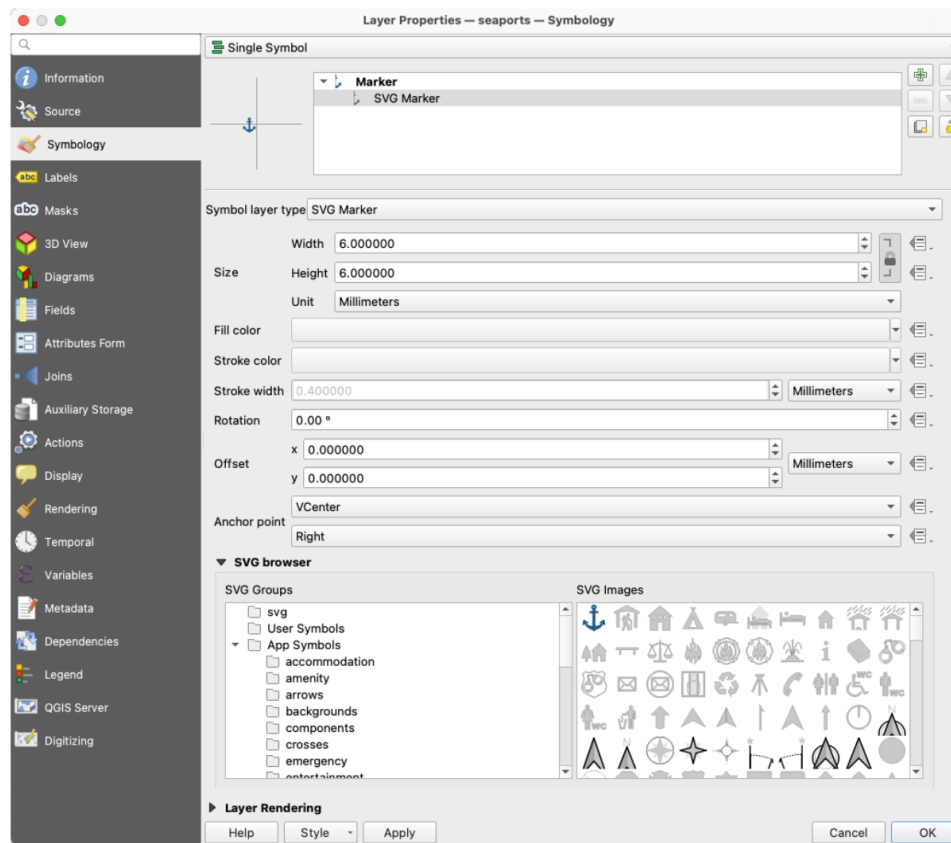 Layer Properties — seaports — Symbology
Information
Source
Symbology
Labels
Masks
3D View
Diagrams
Fields
Attributes Form
Joins
Auxiliary Storage
Actions
Display
Rendering
Temporal
Variables
Metadata
Dependencies
Legend
QGIS Server
Digitizing
Single Symbol
Marker
SVG Marker
Symbol layer type SVG Marker
Size
Width 6.000000
Height 6.000000
Unit Millimeters
Fill color
Stroke color
Stroke width 0.400000 Millimeters
Rotation 0.00 °
Offset
x 0.000000
y 0.000000
Millimeters
Anchor point
VCenter
Right
SVG browser
SVG Groups
svg
User Symbols
App Symbols
accommodation
amenity
arrows
backgrounds
components
crosses
emergency
entertainment
SVG Images
Layer Rendering
Help Style Apply Cancel OK